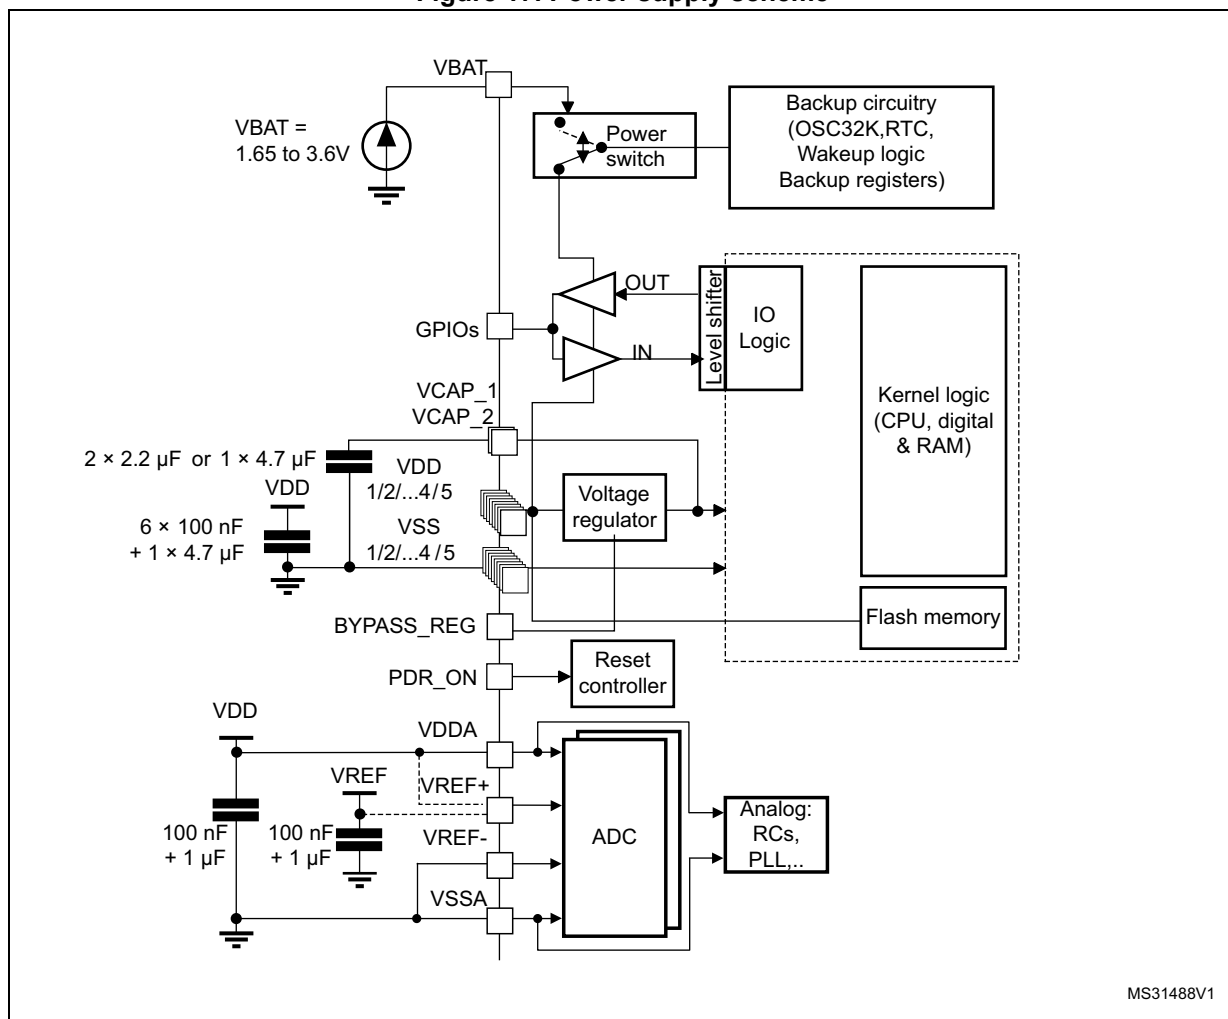 VBAT
VBAT =
1.65 to 3.6V
Power
switch
Backup circuitry
(OSC32K,RTC,
Wakeup logic
Backup registers)
OUT
Level shifter
IO
Logic
GPIOs
IN
Kernel logic
(CPU, digital
& RAM)
VCAP_1
VCAP_2
2 × 2.2 μF or 1 × 4.7 μF
VDD
1/2/...4/5
VDD
6 × 100 nF
+ 1 × 4.7 μF
VSS
1/2/...4/5
Voltage
regulator
Flash memory
BYPASS_REG
PDR_ON
Reset
controller
VDD
VDDA
VREF
VREF+
100 nF
+ 1 μF
100 nF
+ 1 μF
VREF-
VSSA
ADC
Analog:
RCs,
PLL,..
MS31488V1